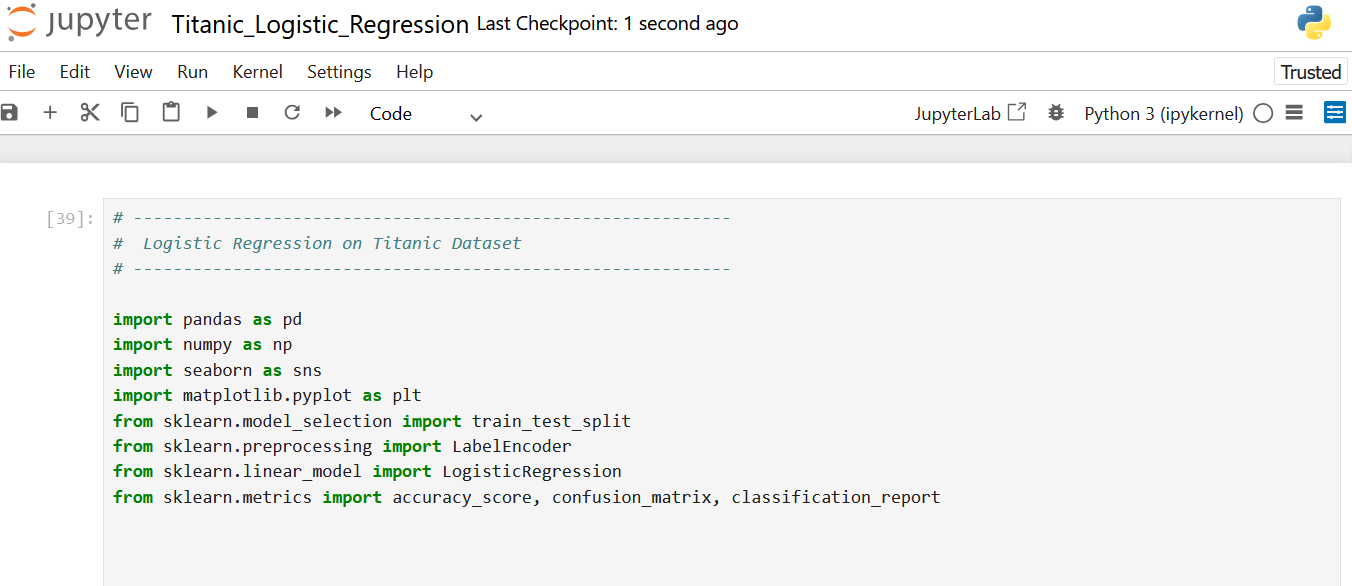 jupyter Titanic_Logistic_Regression Last Checkpoint: 1 second ago
File Edit View Run Kernel Settings Help Trusted
Code JupyterLab Python 3 (ipykernel)
[39]: # ------------------------------------------------------------
#  Logistic Regression on Titanic Dataset
# ------------------------------------------------------------
import pandas as pd
import numpy as np
import seaborn as sns
import matplotlib.pyplot as plt
from sklearn.model_selection import train_test_split
from sklearn.preprocessing import LabelEncoder
from sklearn.linear_model import LogisticRegression
from sklearn.metrics import accuracy_score, confusion_matrix, classification_report